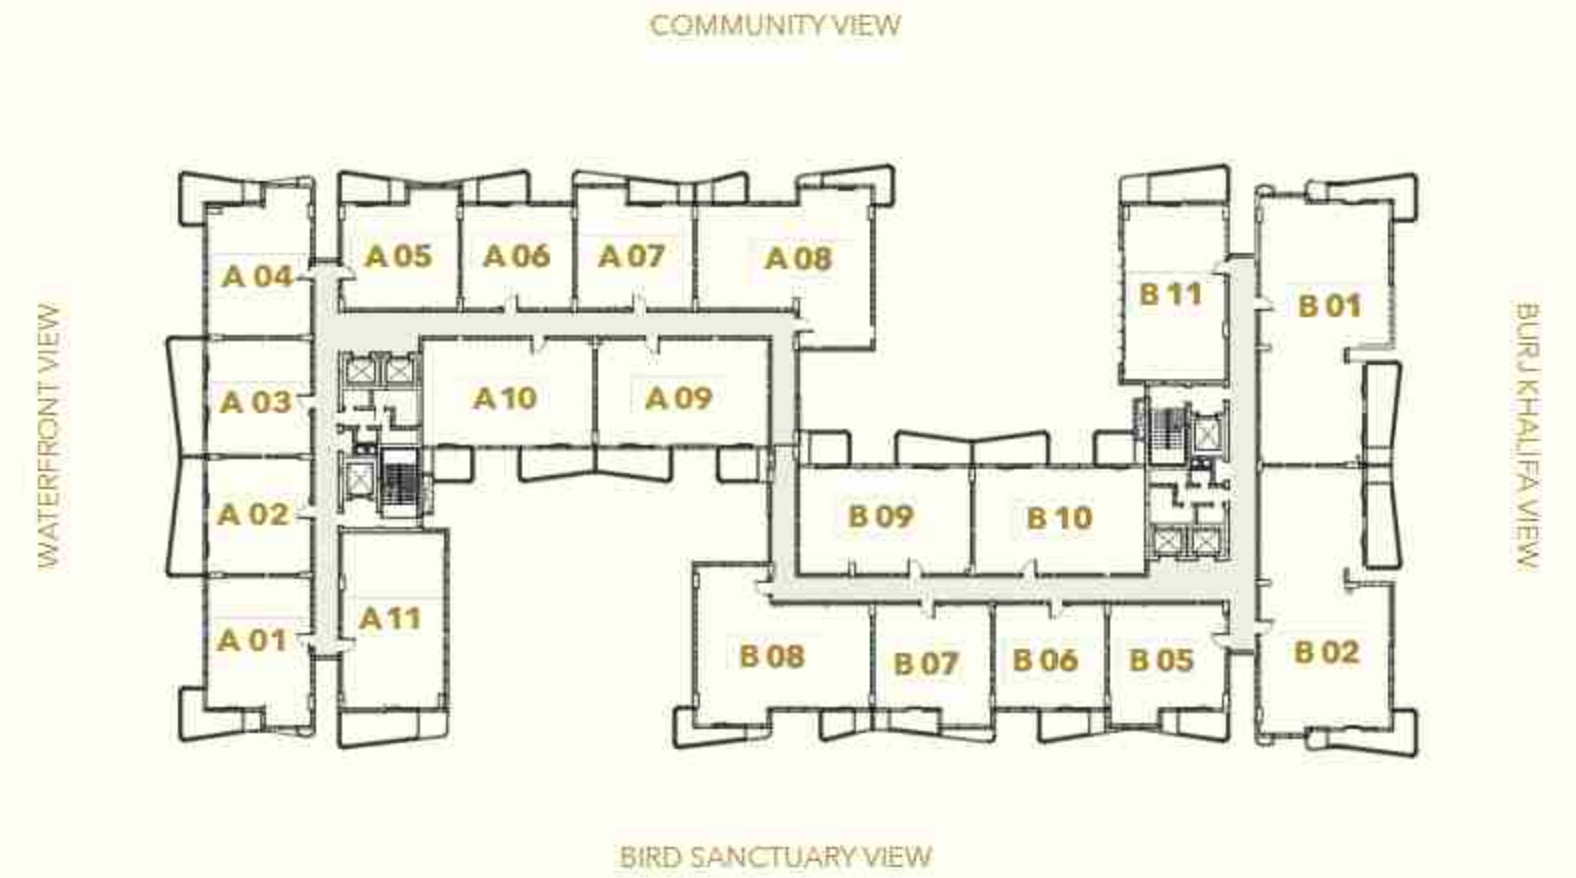 COMMUNITY VIEW
A 05
A 06
A 07
A 08
A 04
B 11
B 01
A 03
A 10
A 09
A 02
B 09
B 10
A 01
A 11
B 08
B 07
B 06
B 05
B 02
WATERFRONT VIEW
BURJ KHALIFA VIEW
BIRD SANCTUARY VIEW